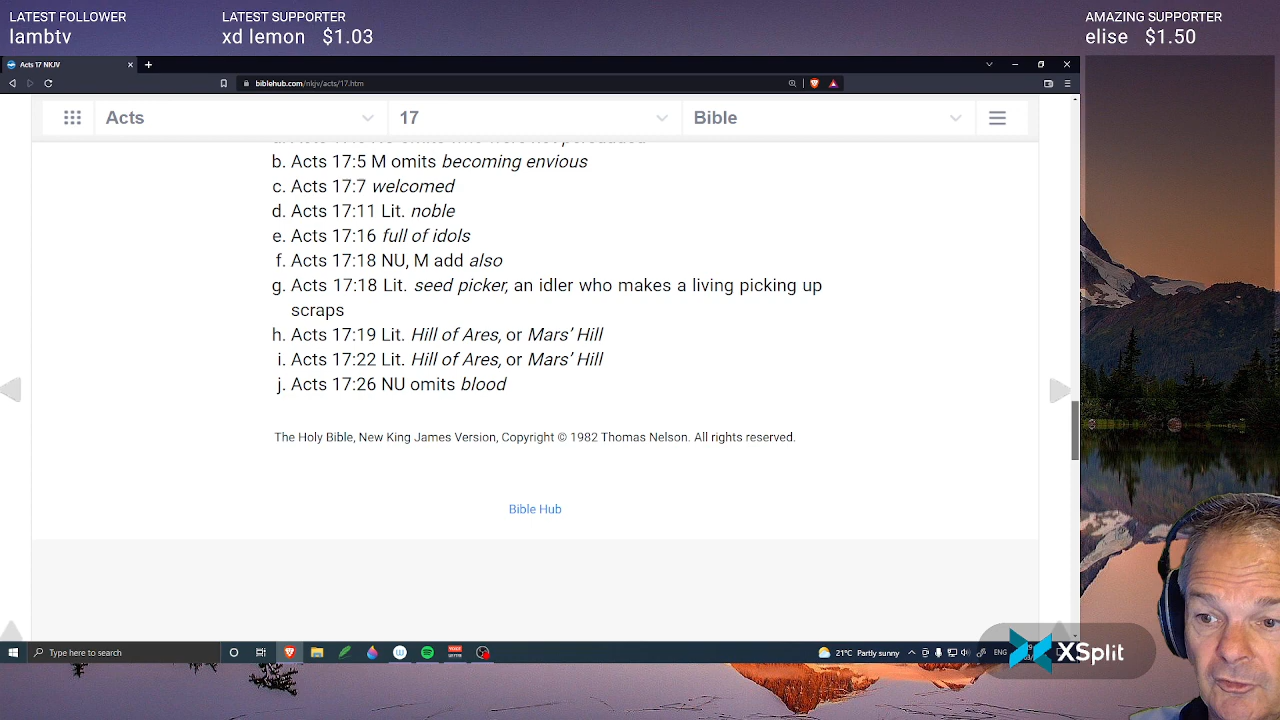 LATEST FOLLOWER LATEST SUPPORTER AMAZING SUPPORTER
lambtv xd lemon $1.03 elise $1.50
Acts 17 NKJV
biblehub.com/nkjv/acts/17.htm
Acts 17 Bible
b. Acts 17:5 M omits becoming envious
c. Acts 17:7 welcomed
d. Acts 17:11 Lit. noble
e. Acts 17:16 full of idols
f. Acts 17:18 NU, M add also
g. Acts 17:18 Lit. seed picker, an idler who makes a living picking up
scraps
h. Acts 17:19 Lit. Hill of Ares, or Mars’ Hill
i. Acts 17:22 Lit. Hill of Ares, or Mars’ Hill
j. Acts 17:26 NU omits blood
The Holy Bible, New King James Version, Copyright © 1982 Thomas Nelson. All rights reserved.
Bible Hub
Type here to search 21°C Partly sunny ENG
XSplit